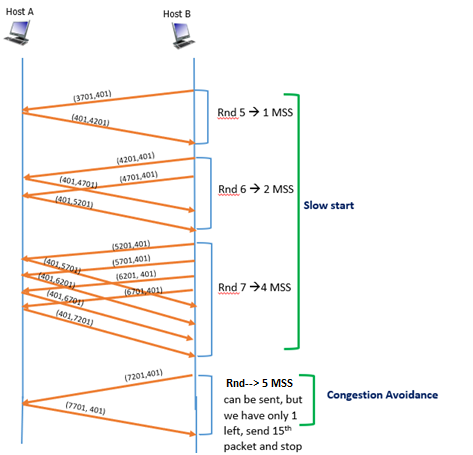 Host A
Host B
(3701,401)
(401,4201)
Rnd 5 → 1 MSS
(4201,401)
(4701,401)
(401,4701)
(401,5201)
Rnd 6 → 2 MSS
Slow start
(5201,401)
(5701,401)
(6201, 401)
(6701,401)
(401,5701)
(401,6201)
(401,6701)
(401,7201)
Rnd 7 →4 MSS
(7201,401)
(7701, 401)
Rnd--> 5 MSS
can be sent, but
we have only 1
left, send 15th
packet and stop
Congestion Avoidance